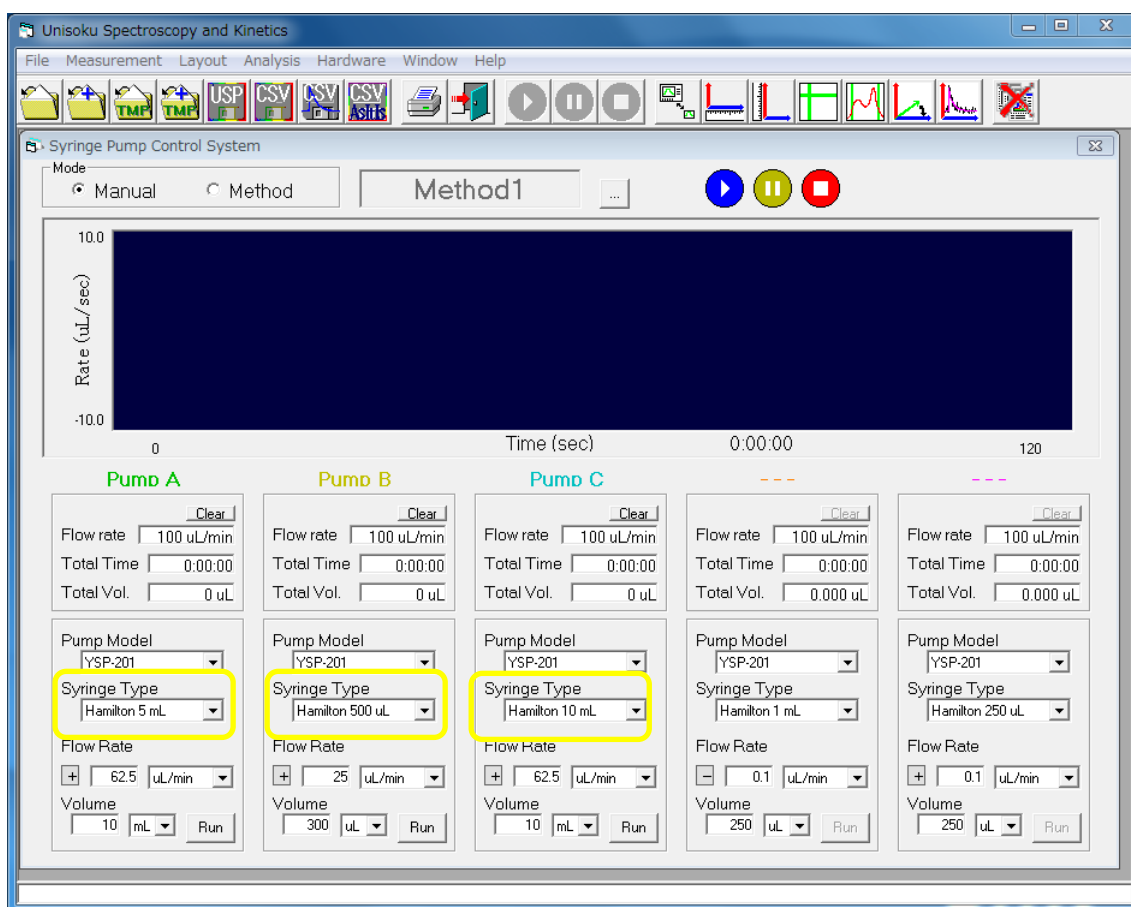 Unisoku Spectroscopy and Kinetics
File Measurement Layout Analysis Hardware Window Help
TMP TMP USP CSV CSV CSV
Syringe Pump Control System
Mode
Manual Method Method1 ...
10.0
Rate (uL/sec)
-10.0
0 Time (sec) 0:00:00 120
Pump A Pump B Pump C --- ---
Clear Clear Clear Clear Clear
Flow rate 100 uL/min Flow rate 100 uL/min Flow rate 100 uL/min Flow rate 100 uL/min Flow rate 100 uL/min
Total Time 0:00:00 Total Time 0:00:00 Total Time 0:00:00 Total Time 0:00:00 Total Time 0:00:00
Total Vol. 0 uL Total Vol. 0 uL Total Vol. 0 uL Total Vol. 0.000 uL Total Vol. 0.000 uL
Pump Model Pump Model Pump Model Pump Model Pump Model
YSP-201 YSP-201 YSP-201 YSP-201 YSP-201
Syringe Type Syringe Type Syringe Type Syringe Type Syringe Type
Hamilton 5 mL Hamilton 500 uL Hamilton 10 mL Hamilton 1 mL Hamilton 250 uL
Flow Rate Flow Rate Flow Rate Flow Rate Flow Rate
+ 62.5 uL/min + 25 uL/min + 62.5 uL/min - 0.1 uL/min + 0.1 uL/min
Volume Volume Volume Volume Volume
10 mL Run 300 uL Run 10 mL Run 250 uL Run 250 uL Run